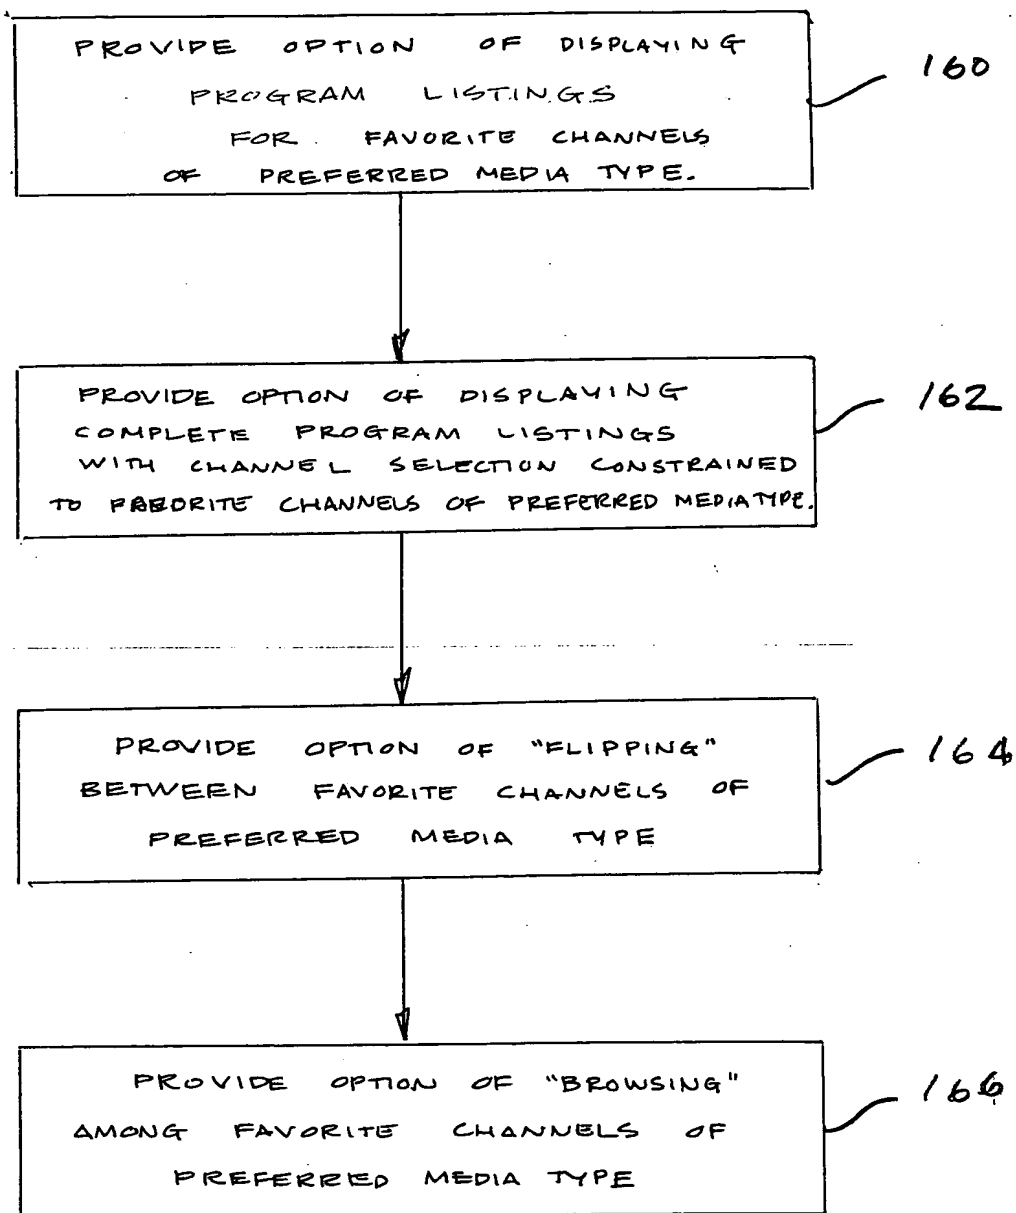 PROVIDE OPTION OF DISPLAYING
PROGRAM LISTINGS
FOR FAVORITE CHANNELS
OF PREFERRED MEDIA TYPE.
160
PROVIDE OPTION OF DISPLAYING
COMPLETE PROGRAM LISTINGS
WITH CHANNEL SELECTION CONSTRAINED
TO CHANNELS OF PREFERRED MEDIA TYPE.
162
PROVIDE OPTION OF "FLIPPING"
BETWEEN FAVORITE CHANNELS OF
PREFERRED MEDIA TYPE
164
PROVIDE OPTION OF "BROWSING"
AMONG FAVORITE CHANNELS OF
PREFERRED MEDIA TYPE
166